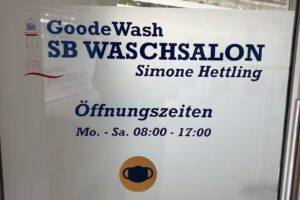 GoodeWash
SB WASCHSALON
Simone Hettling
Öffnungszeiten
Mo. - Sa. 08:00 - 17:00